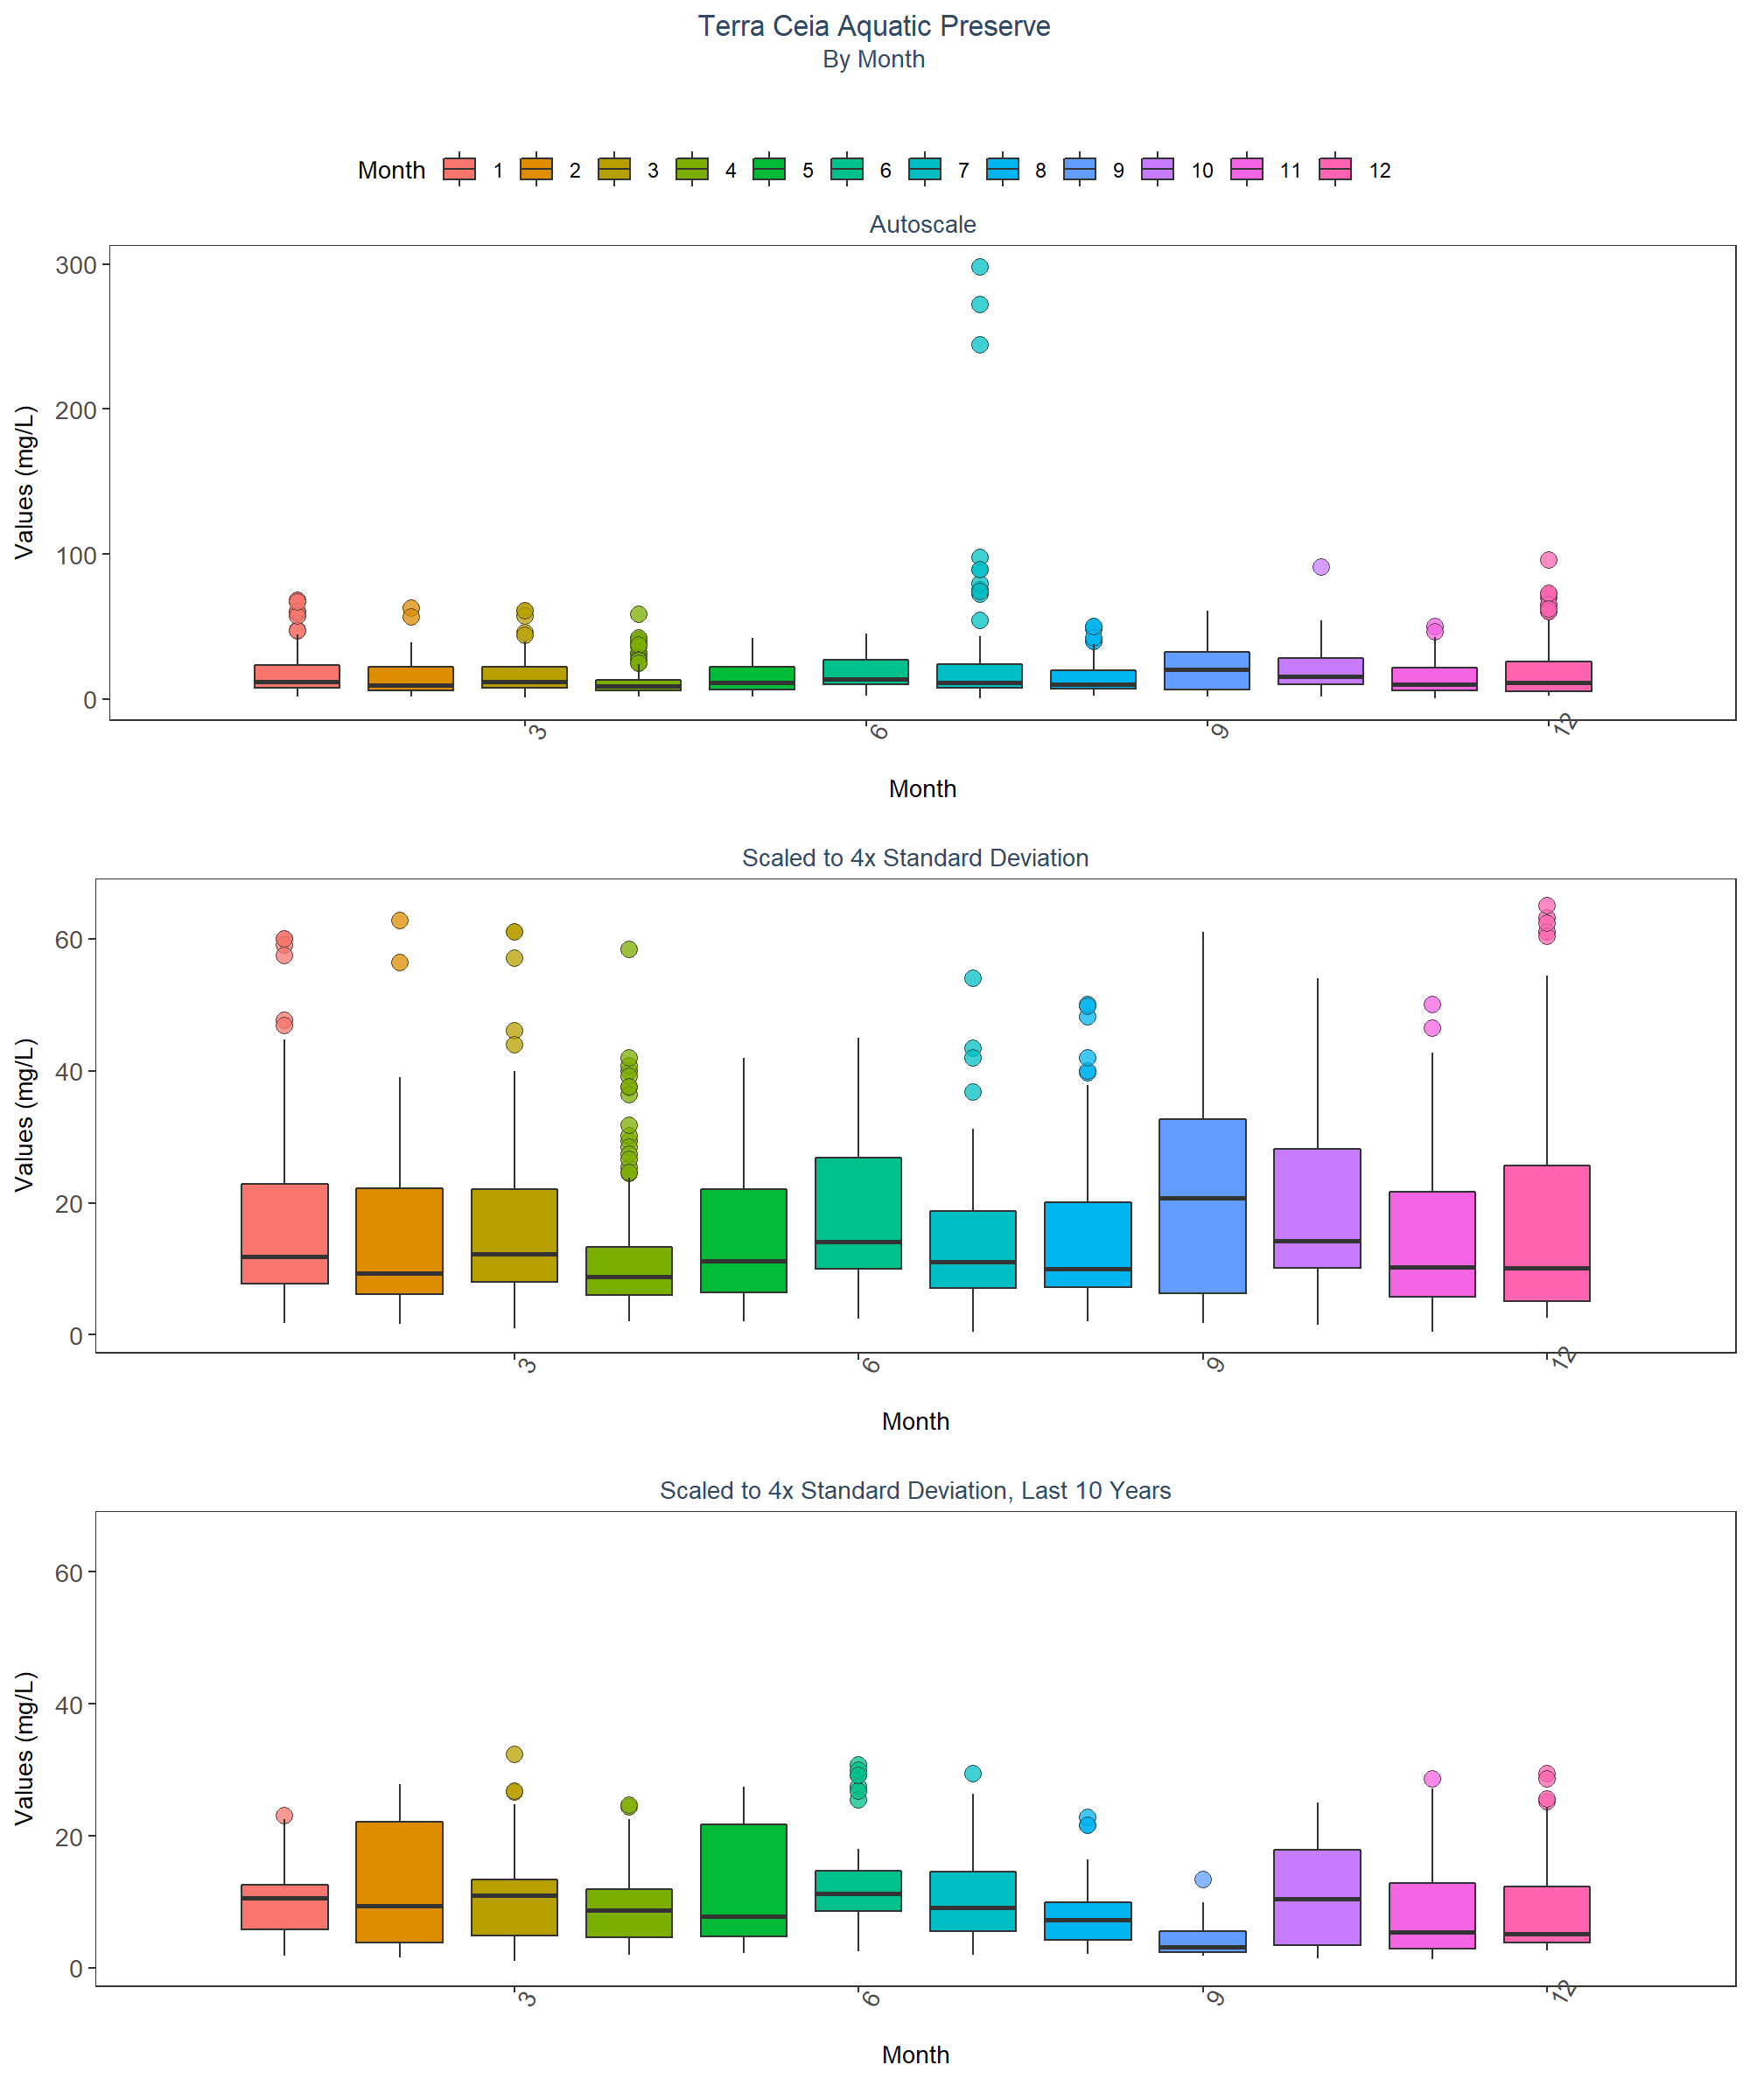 Terra Ceia Aquatic Preserve
By Month
Month 1 2 3 4 5 6 7 8 9 10 11 12
Autoscale
Values (mg/L)
300
200
100
0
3 6 9 12
Month
Scaled to 4x Standard Deviation
Values (mg/L)
60
40
20
0
3 6 9 12
Month
Scaled to 4x Standard Deviation, Last 10 Years
Values (mg/L)
60
40
20
0
3 6 9 12
Month